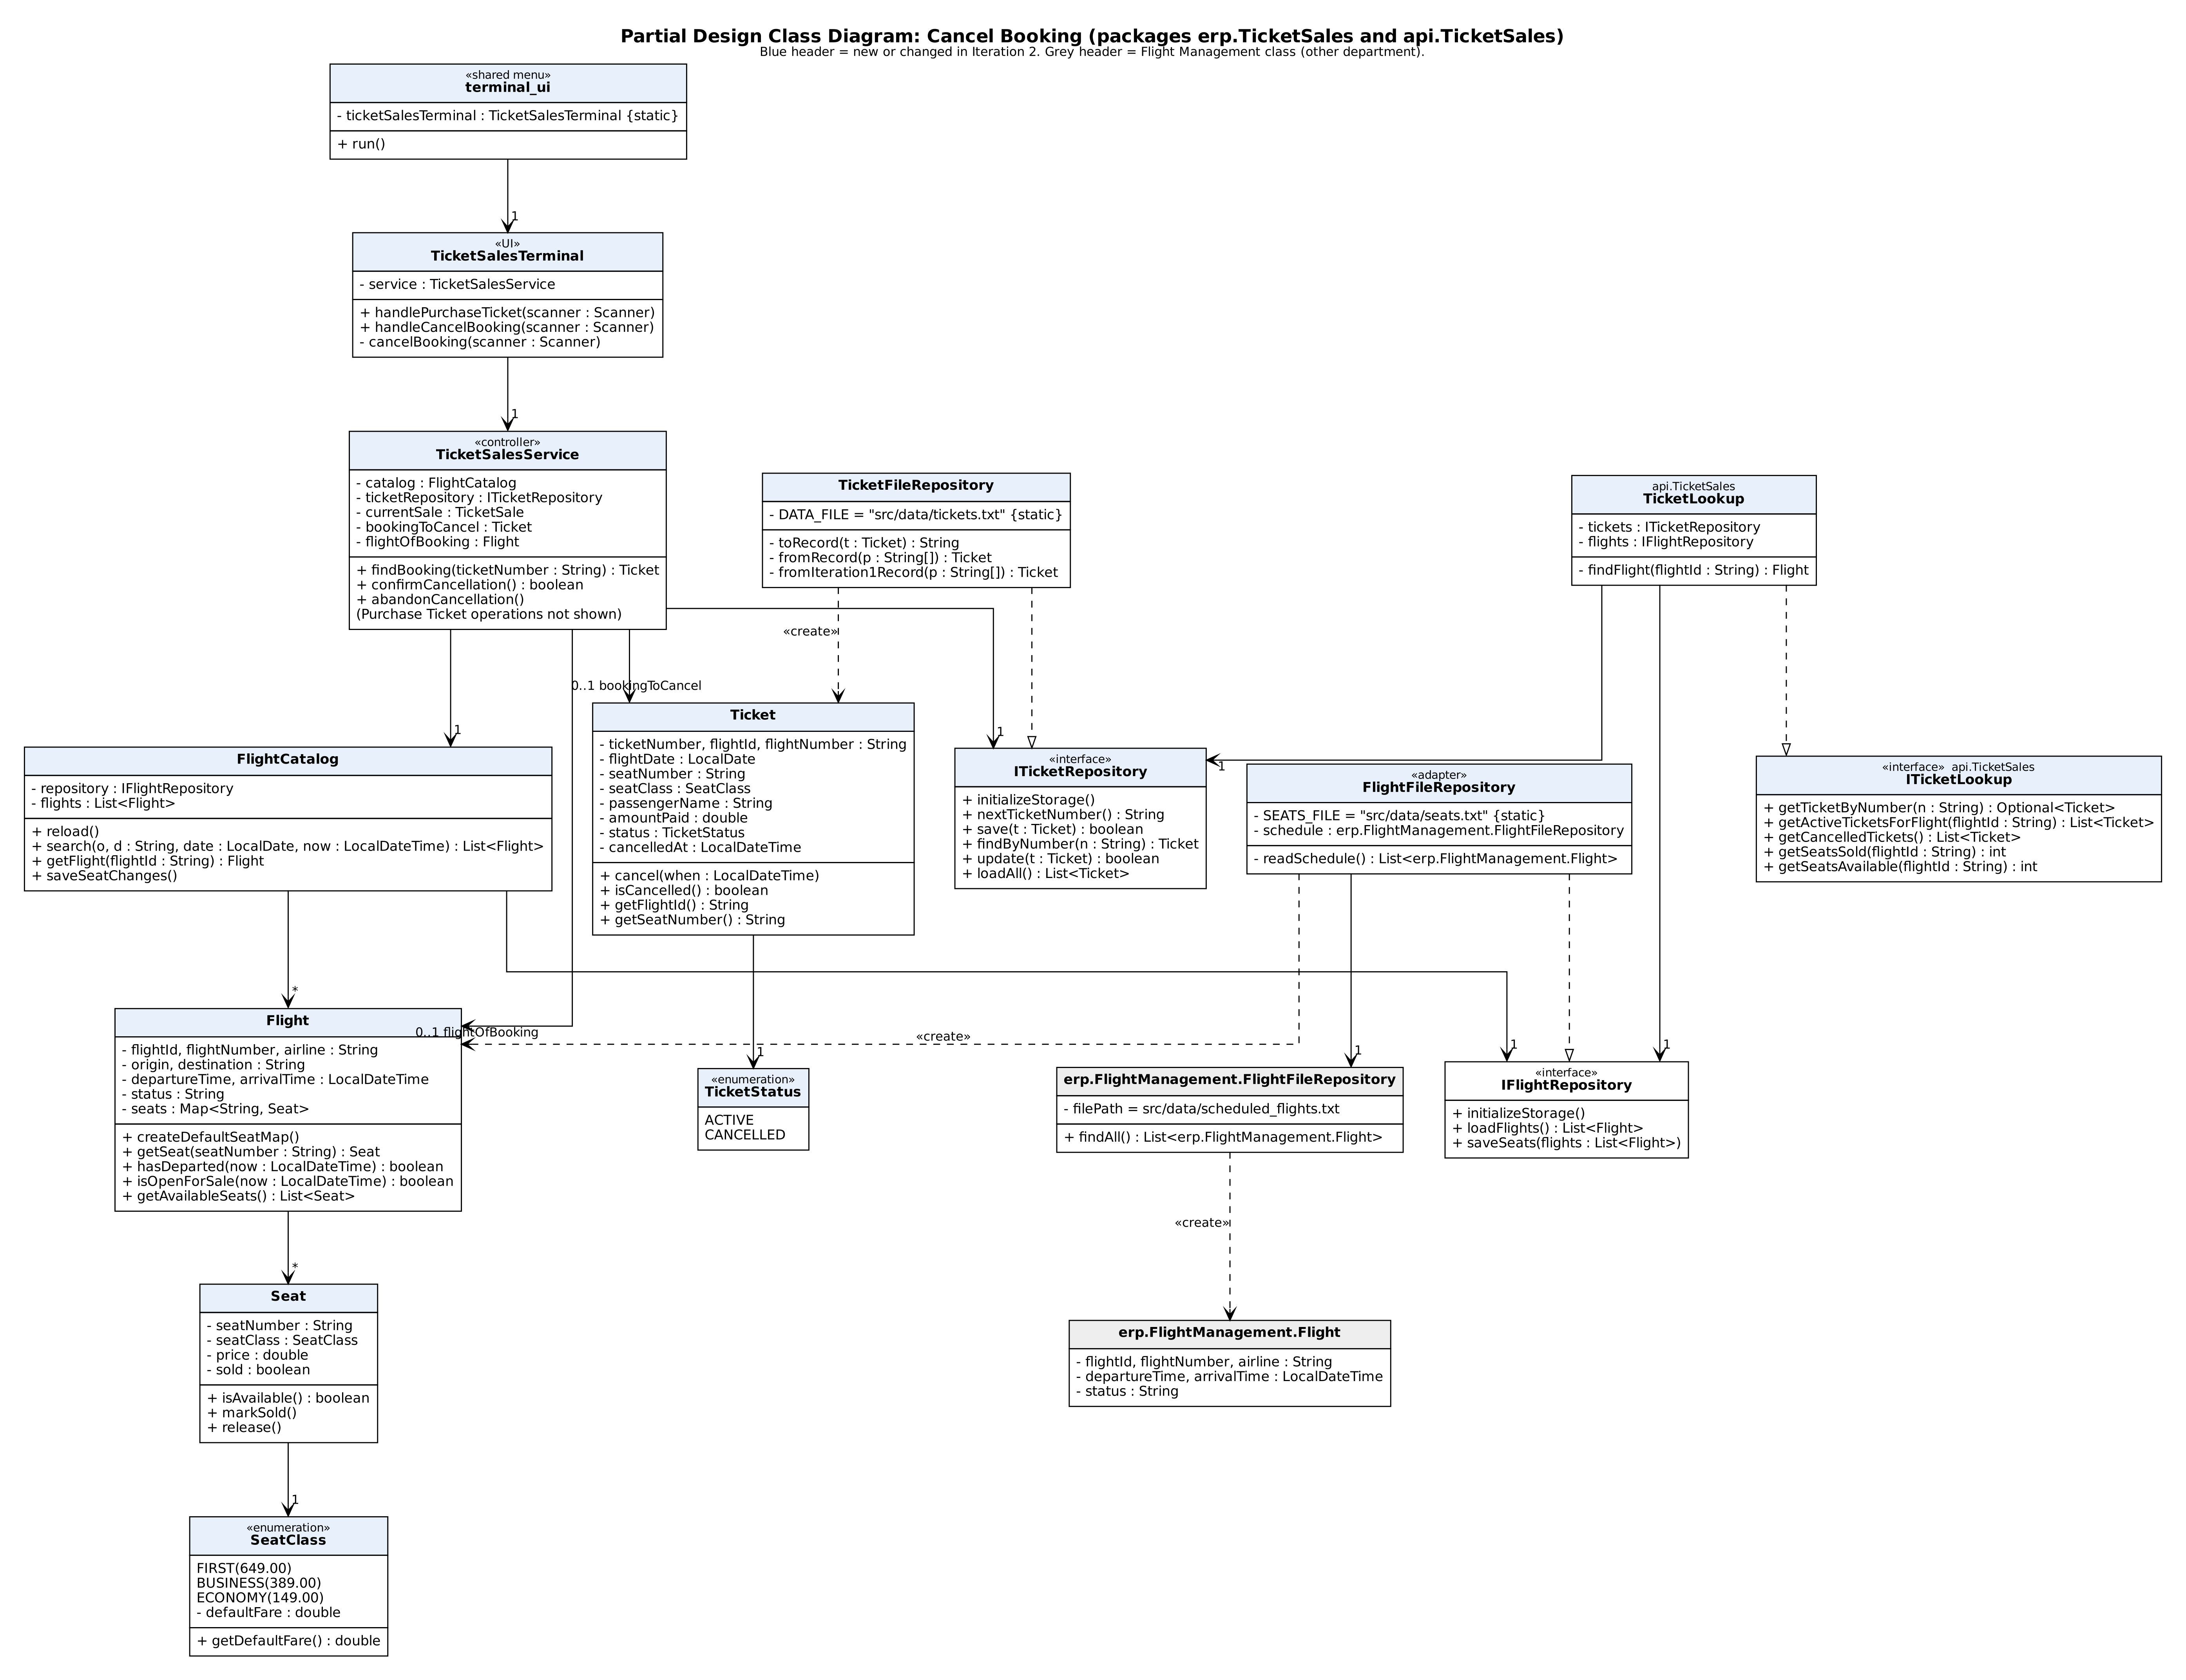 Partial Design Class Diagram: Cancel Booking (packages erp.TicketSales and api.TicketSales)
Blue header = new or changed in Iteration 2. Grey header = Flight Management class (other department).
«shared menu»
terminal_ui
- ticketSalesTerminal : TicketSalesTerminal {static}
+ run()
1
«UI»
TicketSalesTerminal
- service : TicketSalesService
+ handlePurchaseTicket(scanner : Scanner)
+ handleCancelBooking(scanner : Scanner)
- cancelBooking(scanner : Scanner)
1
«controller»
TicketSalesService
- catalog : FlightCatalog
- ticketRepository : ITicketRepository
- currentSale : TicketSale
- bookingToCancel : Ticket
- flightOfBooking : Flight
+ findBooking(ticketNumber : String) : Ticket
+ confirmCancellation() : boolean
+ abandonCancellation()
(Purchase Ticket operations not shown)
TicketFileRepository
- DATA_FILE = "src/data/tickets.txt" {static}
- toRecord(t : Ticket) : String
- fromRecord(p : String[]) : Ticket
- fromIteration1Record(p : String[]) : Ticket
api.TicketSales
TicketLookup
- tickets : ITicketRepository
- flights : IFlightRepository
- findFlight(flightId : String) : Flight
«create»
0..1 bookingToCancel
1
1
1
FlightCatalog
- repository : IFlightRepository
- flights : List<Flight>
+ reload()
+ search(o, d : String, date : LocalDate, now : LocalDateTime) : List<Flight>
+ getFlight(flightId : String) : Flight
+ saveSeatChanges()
Ticket
- ticketNumber, flightId, flightNumber : String
- flightDate : LocalDate
- seatNumber : String
- seatClass : SeatClass
- passengerName : String
- amountPaid : double
- status : TicketStatus
- cancelledAt : LocalDateTime
+ cancel(when : LocalDateTime)
+ isCancelled() : boolean
+ getFlightId() : String
+ getSeatNumber() : String
«interface»
ITicketRepository
+ initializeStorage()
+ nextTicketNumber() : String
+ save(t : Ticket) : boolean
+ findByNumber(n : String) : Ticket
+ update(t : Ticket) : boolean
+ loadAll() : List<Ticket>
«adapter»
FlightFileRepository
- SEATS_FILE = "src/data/seats.txt" {static}
- schedule : erp.FlightManagement.FlightFileRepository
- readSchedule() : List<erp.FlightManagement.Flight>
«interface» api.TicketSales
ITicketLookup
+ getTicketByNumber(n : String) : Optional<Ticket>
+ getActiveTicketsForFlight(flightId : String) : List<Ticket>
+ getCancelledTickets() : List<Ticket>
+ getSeatsSold(flightId : String) : int
+ getSeatsAvailable(flightId : String) : int
*
0..1 flightOfBooking
«create»
1
1
1
1
Flight
- flightId, flightNumber, airline : String
- origin, destination : String
- departureTime, arrivalTime : LocalDateTime
- status : String
- seats : Map<String, Seat>
+ createDefaultSeatMap()
+ getSeat(seatNumber : String) : Seat
+ hasDeparted(now : LocalDateTime) : boolean
+ isOpenForSale(now : LocalDateTime) : boolean
+ getAvailableSeats() : List<Seat>
«enumeration»
TicketStatus
ACTIVE
CANCELLED
erp.FlightManagement.FlightFileRepository
- filePath = src/data/scheduled_flights.txt
+ findAll() : List<erp.FlightManagement.Flight>
«interface»
IFlightRepository
+ initializeStorage()
+ loadFlights() : List<Flight>
+ saveSeats(flights : List<Flight>)
«create»
*
Seat
- seatNumber : String
- seatClass : SeatClass
- price : double
- sold : boolean
+ isAvailable() : boolean
+ markSold()
+ release()
erp.FlightManagement.Flight
- flightId, flightNumber, airline : String
- departureTime, arrivalTime : LocalDateTime
- status : String
1
«enumeration»
SeatClass
FIRST(649.00)
BUSINESS(389.00)
ECONOMY(149.00)
- defaultFare : double
+ getDefaultFare() : double